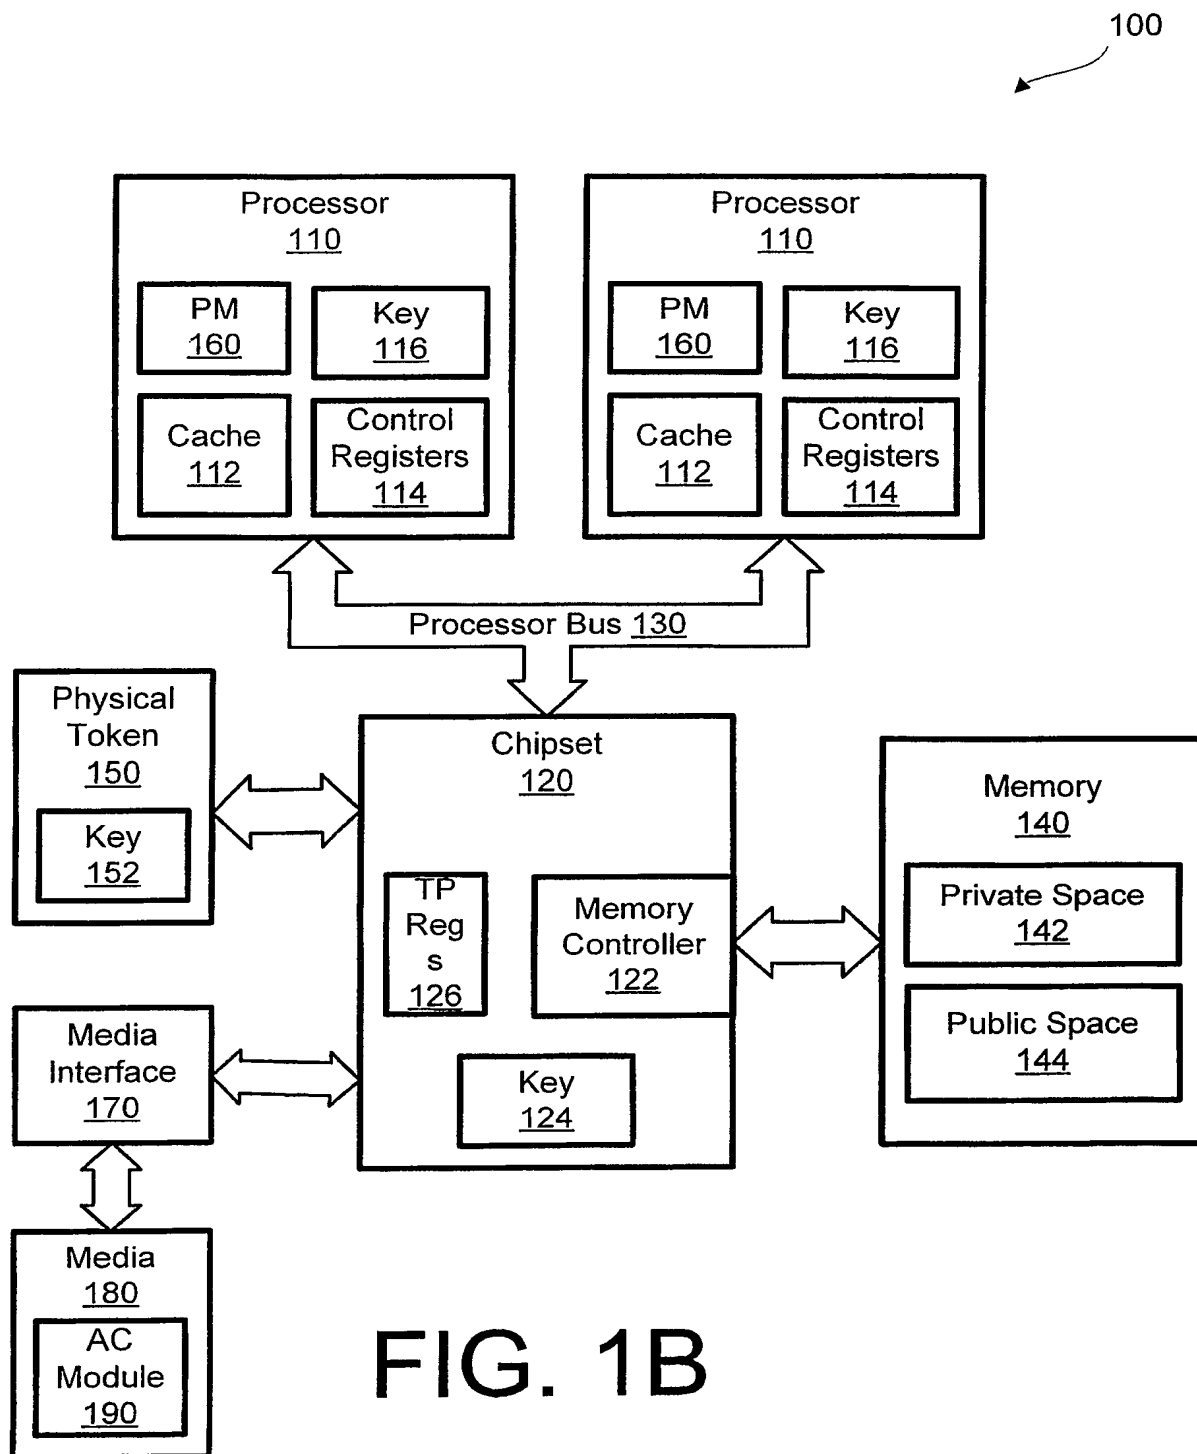 100
Processor
110
PM
160
Key
116
Cache
112
Control
Registers
114
Processor
110
PM
160
Key
116
Cache
112
Control
Registers
114
Processor Bus 130
Physical
Token
150
Key
152
Chipset
120
TP
Reg
s
126
Memory
Controller
122
Key
124
Memory
140
Private Space
142
Public Space
144
Media
Interface
170
Media
180
AC
Module
190
FIG. 1B